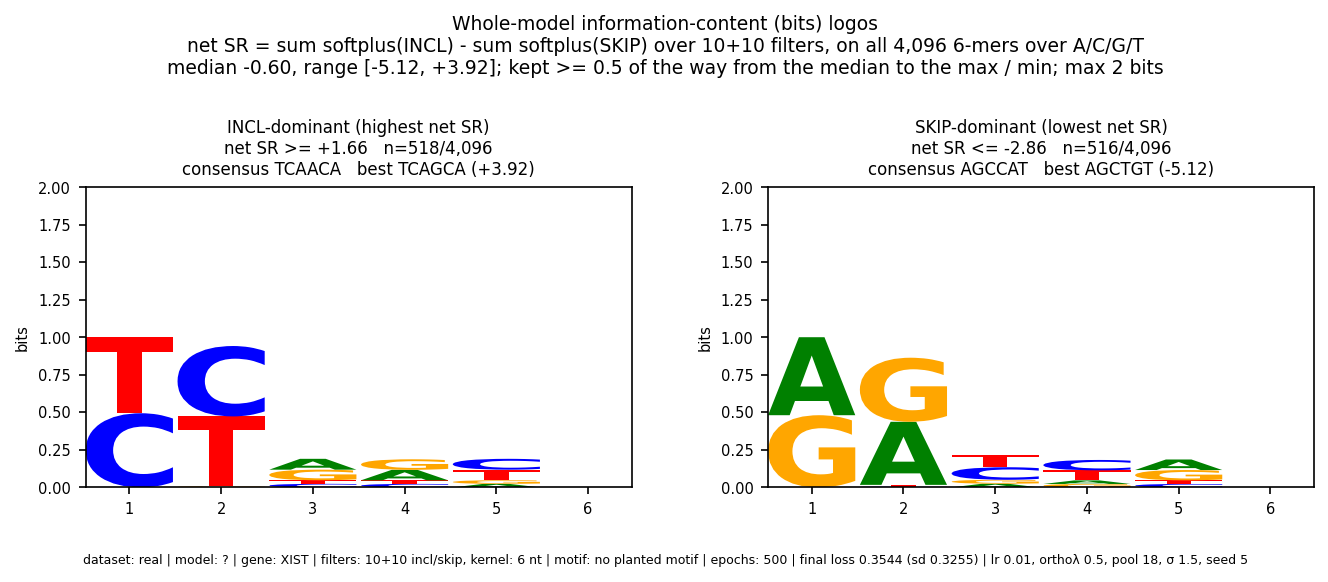 Whole-model information-content (bits) logos
net SR = sum softplus(INCL) - sum softplus(SKIP) over 10+10 filters, on all 4,096 6-mers over A/C/G/T
median -0.60, range [-5.12, +3.92]; kept >= 0.5 of the way from the median to the max / min; max 2 bits
INCL-dominant (highest net SR)
net SR >= +1.66 n=518/4,096
consensus TCAACA best TCAGCA (+3.92)
2.00
1.75
1.50
1.25
1.00
0.75
0.50
0.25
0.00
bits
T C
C T A G C
G A T
T T G
C C A
1 2 3 4 5 6
SKIP-dominant (lowest net SR)
net SR <= -2.86 n=516/4,096
consensus AGCCAT best AGCTGT (-5.12)
2.00
1.75
1.50
1.25
1.00
0.75
0.50
0.25
0.00
bits
A G
G A T C A
C T G
G A T
A G C
1 2 3 4 5 6
dataset: real | model: ? | gene: XIST | filters: 10+10 incl/skip, kernel: 6 nt | motif: no planted motif | epochs: 500 | final loss 0.3544 (sd 0.3255) | lr 0.01, orthoλ 0.5, pool 18, σ 1.5, seed 5